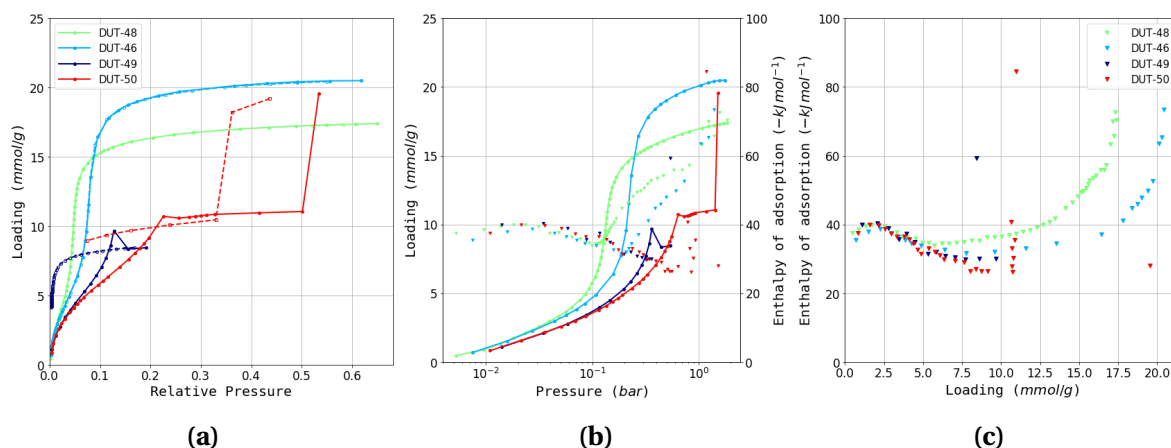 25
20
15
10
5
0
Loading (mmol/g)
DUT-48
DUT-46
DUT-49
DUT-50
0.0 0.1 0.2 0.3 0.4 0.5 0.6
Relative Pressure
(a)
25
20
15
10
5
0
Loading (mmol/g)
10⁻² 10⁻¹ 10⁰
Pressure (bar)
100
80
60
40
20
0
Enthalpy of adsorption (−kJ mol⁻¹)
(b)
100
80
60
40
20
0
Enthalpy of adsorption (−kJ mol⁻¹)
DUT-48
DUT-46
DUT-49
DUT-50
0.0 2.5 5.0 7.5 10.0 12.5 15.0 17.5 20.0
Loading (mmol/g)
(c)